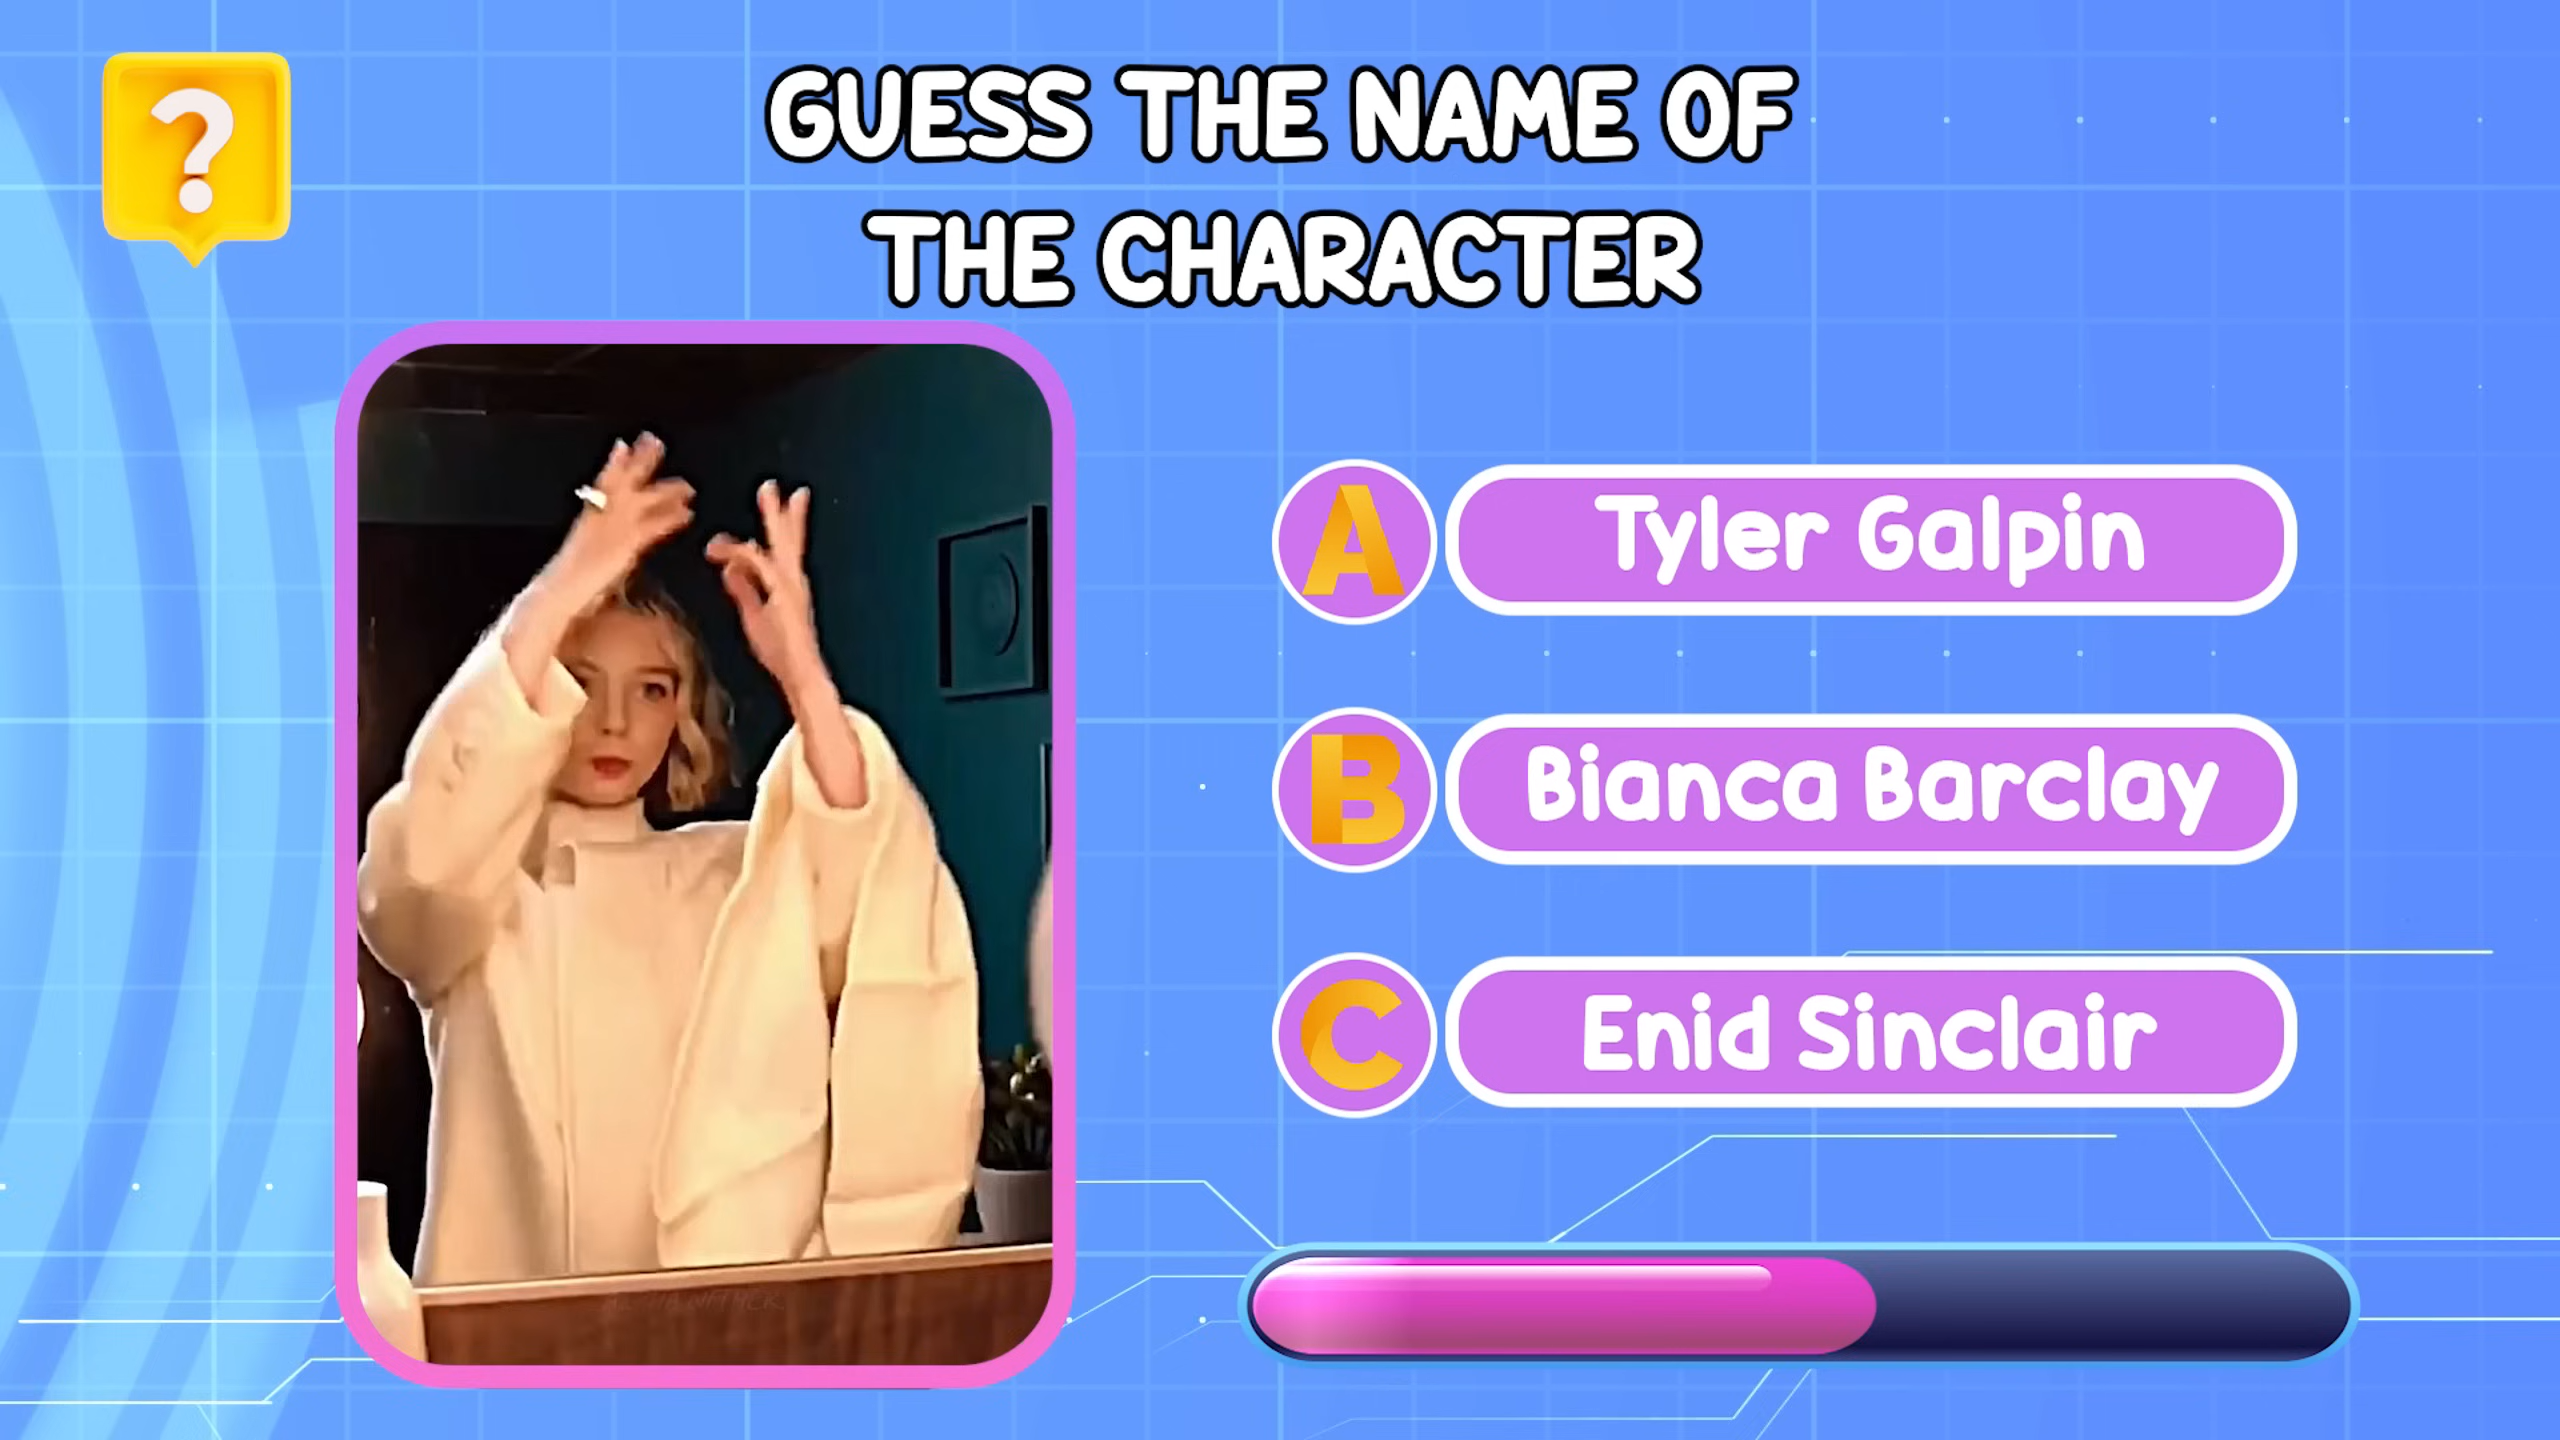 ?
GUESS THE NAME OF
THE CHARACTER
A Tyler Galpin
B Bianca Barclay
C Enid Sinclair